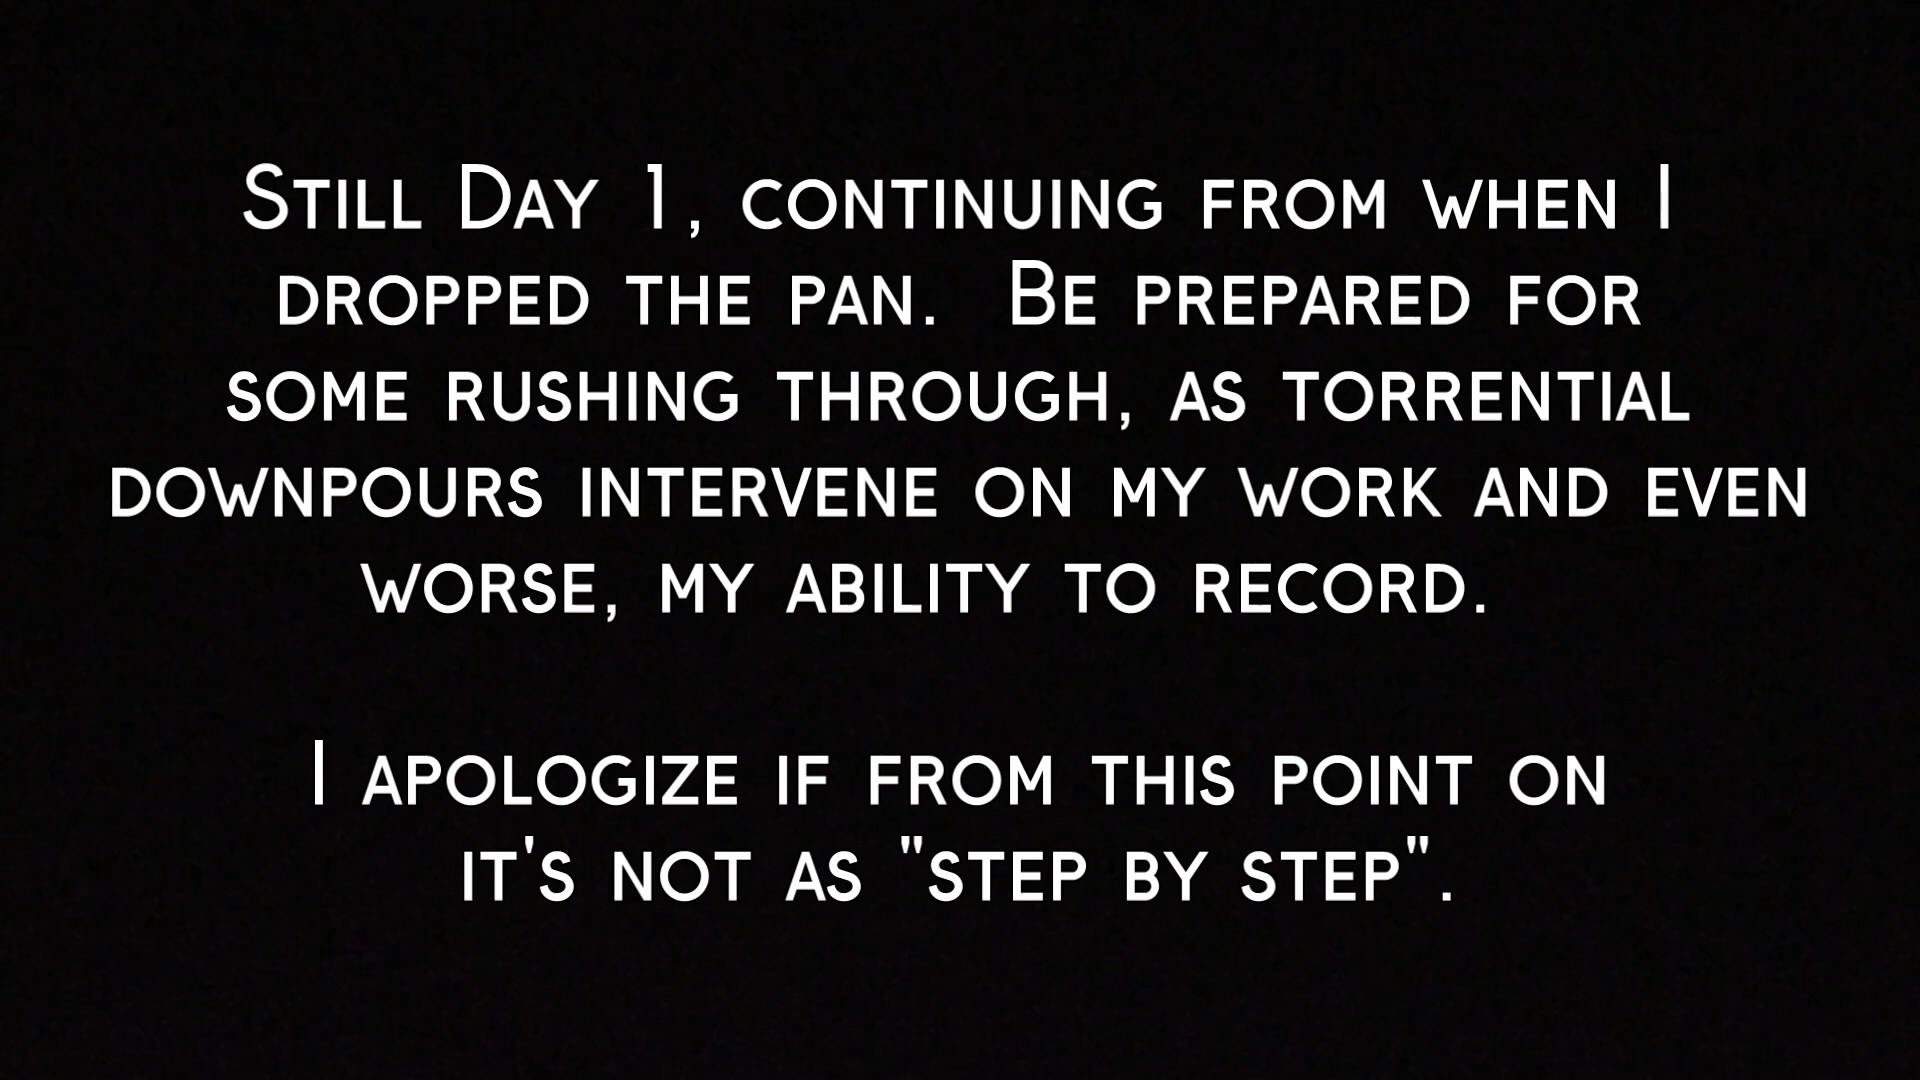 Still Day 1, continuing from when I
dropped the pan.  Be prepared for
some rushing through, as torrential
downpours intervene on my work and even
worse, my ability to record.

I apologize if from this point on
it's not as "step by step".